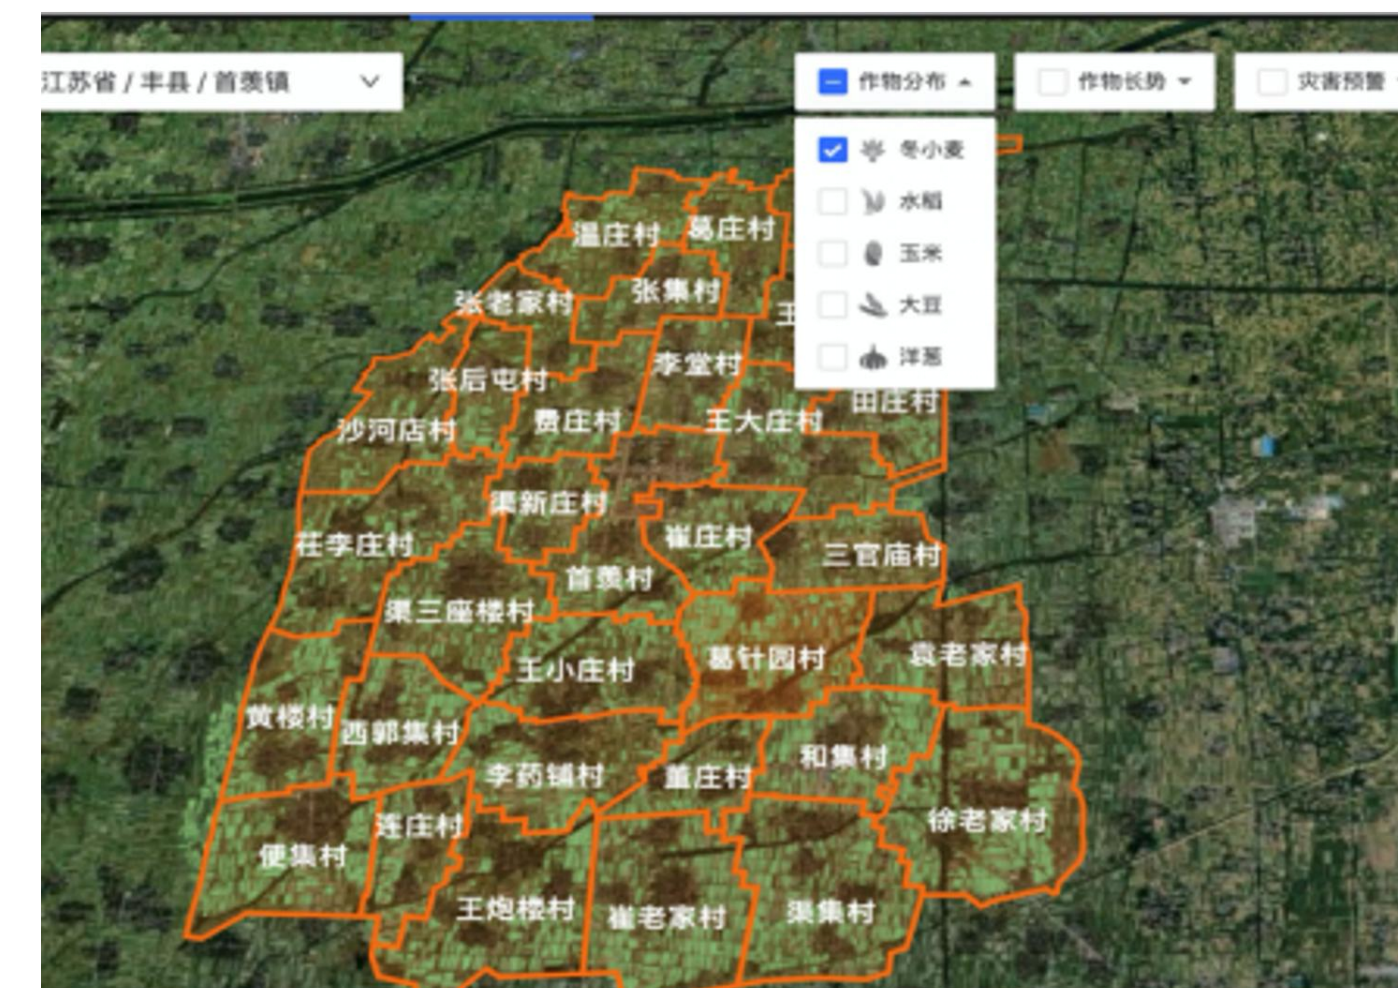 江苏省 / 丰县 / 首羡镇
作物分布
作物长势
灾害预警
冬小麦
水稻
玉米
大豆
洋葱
温庄村
葛庄村
张老家村
张集村
王
李堂村
张后屯村
沙河店村
费庄村
王大庄村
田庄村
渠新庄村
崔庄村
荏李庄村
三官庙村
首羡村
渠三座楼村
王小庄村
葛针园村
袁老家村
黄楼村
西郭集村
李药铺村
董庄村
和集村
连庄村
徐老家村
便集村
王炮楼村
崔老家村
渠集村